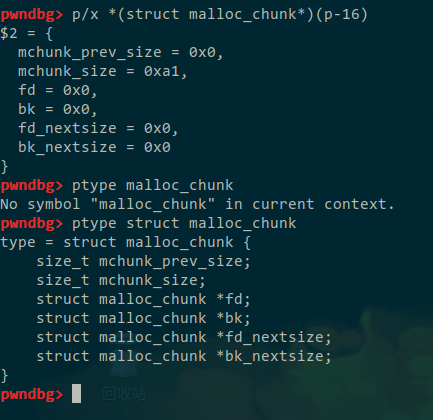 pwndbg> p/x *(struct malloc_chunk*)(p-16)
$2 = {
  mchunk_prev_size = 0x0,
  mchunk_size = 0xa1,
  fd = 0x0,
  bk = 0x0,
  fd_nextsize = 0x0,
  bk_nextsize = 0x0
}
pwndbg> ptype malloc_chunk
No symbol "malloc_chunk" in current context.
pwndbg> ptype struct malloc_chunk
type = struct malloc_chunk {
    size_t mchunk_prev_size;
    size_t mchunk_size;
    struct malloc_chunk *fd;
    struct malloc_chunk *bk;
    struct malloc_chunk *fd_nextsize;
    struct malloc_chunk *bk_nextsize;
}
pwndbg>
回收站